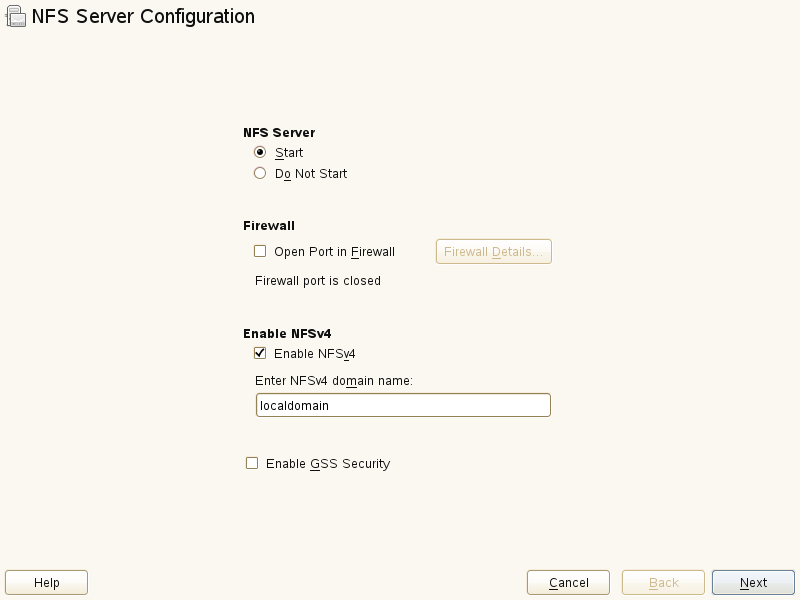 NFS Server Configuration
NFS Server
Start
Do Not Start
Firewall
Open Port in Firewall
Firewall Details...
Firewall port is closed
Enable NFSv4
Enable NFSv4
Enter NFSv4 domain name:
localdomain
Enable GSS Security
Help
Cancel
Back
Next